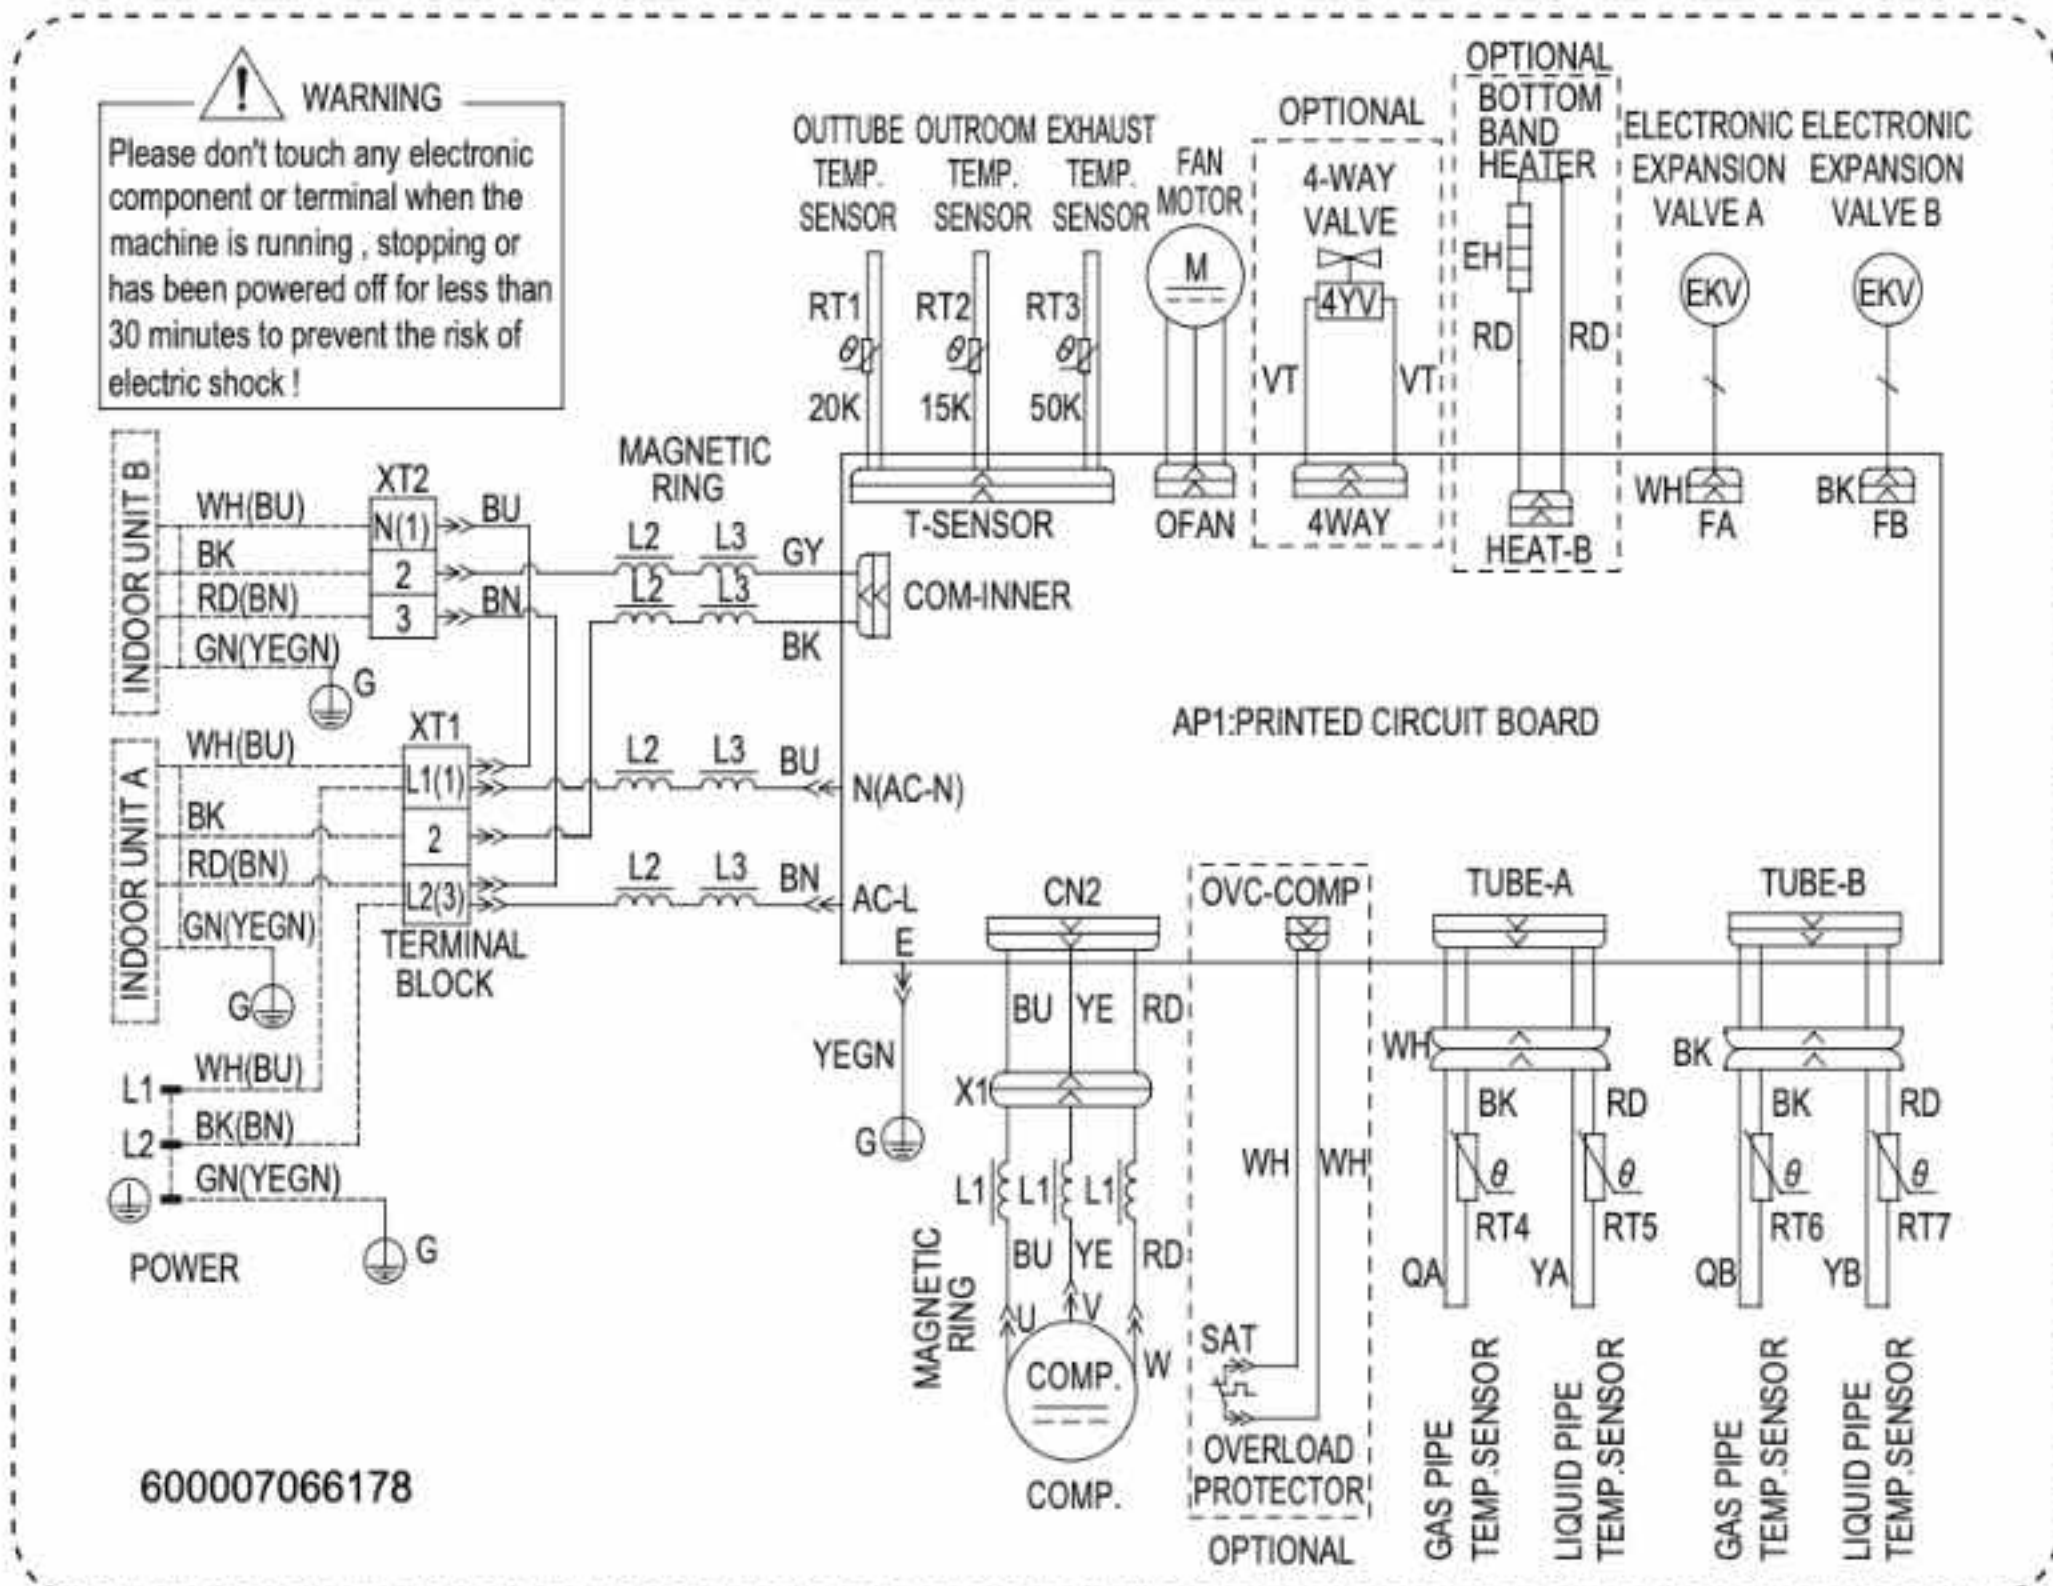 WARNING
Please don't touch any electronic
component or terminal when the
machine is running , stopping or
has been powered off for less than
30 minutes to prevent the risk of
electric shock !
OUTTUBE
TEMP.
SENSOR
OUTROOM
TEMP.
SENSOR
EXHAUST
TEMP.
SENSOR
FAN
MOTOR
OPTIONAL
4-WAY
VALVE
OPTIONAL
BOTTOM
BAND
HEATER
ELECTRONIC
EXPANSION
VALVE A
ELECTRONIC
EXPANSION
VALVE B
RT1
RT2
RT3
M
4YV
EH
EKV
EKV
θ
θ
θ
20K
15K
50K
VT
VT
RD
RD
T-SENSOR
OFAN
4WAY
HEAT-B
WH
FA
BK
FB
INDOOR UNIT B
WH(BU)
BK
RD(BN)
GN(YEGN)
G
XT2
N(1)
2
3
BU
BN
MAGNETIC
RING
L2
L3
GY
L2
L3
BK
COM-INNER
AP1:PRINTED CIRCUIT BOARD
INDOOR UNIT A
WH(BU)
BK
RD(BN)
GN(YEGN)
G
XT1
L1(1)
2
L2(3)
TERMINAL
BLOCK
L2
L3
BU
N(AC-N)
L2
L3
BN
AC-L
E
YEGN
G
L1
WH(BU)
L2
BK(BN)
GN(YEGN)
G
POWER
CN2
BU
YE
RD
X1
L1
L1
L1
MAGNETIC
RING
BU
YE
RD
U
V
W
COMP.
COMP.
OVC-COMP
WH
WH
SAT
OVERLOAD
PROTECTOR
OPTIONAL
TUBE-A
WH
BK
RD
θ
θ
RT4
RT5
QA
YA
GAS PIPE
TEMP.SENSOR
LIQUID PIPE
TEMP.SENSOR
TUBE-B
BK
BK
RD
θ
θ
RT6
RT7
QB
YB
GAS PIPE
TEMP.SENSOR
LIQUID PIPE
TEMP.SENSOR
600007066178